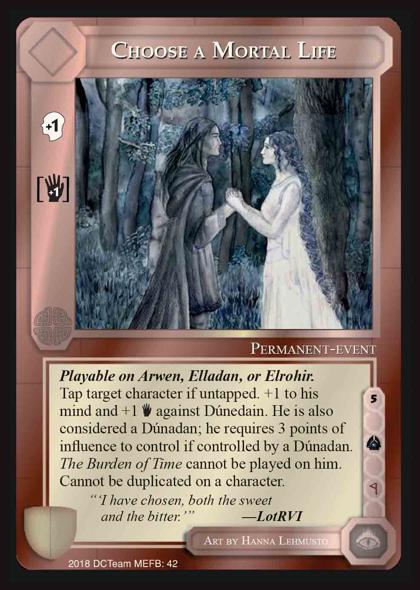 CHOOSE A MORTAL LIFE
+1
[+1]
PERMANENT-EVENT
Playable on Arwen, Elladan, or Elrohir.
Tap target character if untapped. +1 to his
mind and +1 against Dúnedain. He is also
considered a Dúnadan; he requires 3 points of
influence to control if controlled by a Dúnadan.
The Burden of Time cannot be played on him.
Cannot be duplicated on a character.
“‘I have chosen, both the sweet
and the bitter.’” —LotRVI
5
ART BY HANNA LEHMUSTO
2018 DCTeam MEFB: 42